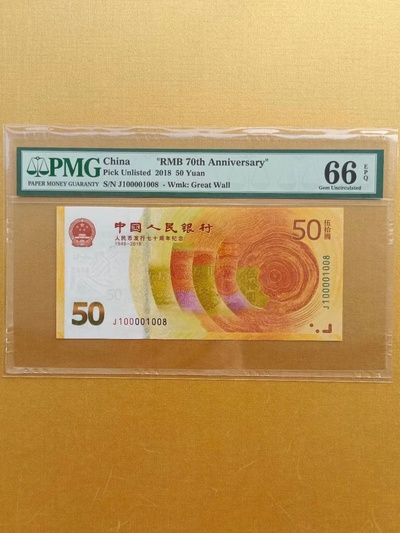 PMG
PAPER MONEY GUARANTY
China "RMB 70th Anniversary"
Pick Unlisted 2018 50 Yuan
S/N J100001008 - Wmk: Great Wall
66 EPQ
Gem Uncirculated
中国人民银行
人民币发行七十周年纪念
1948-2018
50
伍拾圆
50
J100001008
J100001008